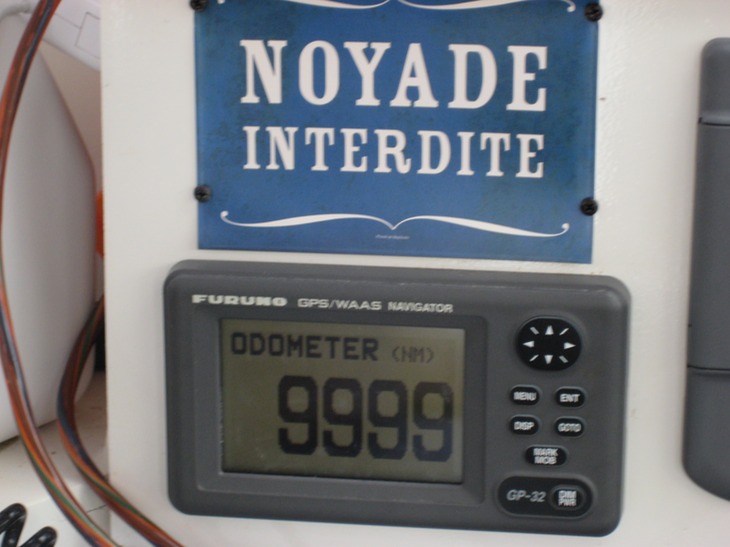 NOYADE
INTERDITE
FURUNO GPS/WAAS NAVIGATOR
ODOMETER (NM)
9999
MENU ENT
DISP GOTO
MARK
MOB
GP-32 DIM
PWR